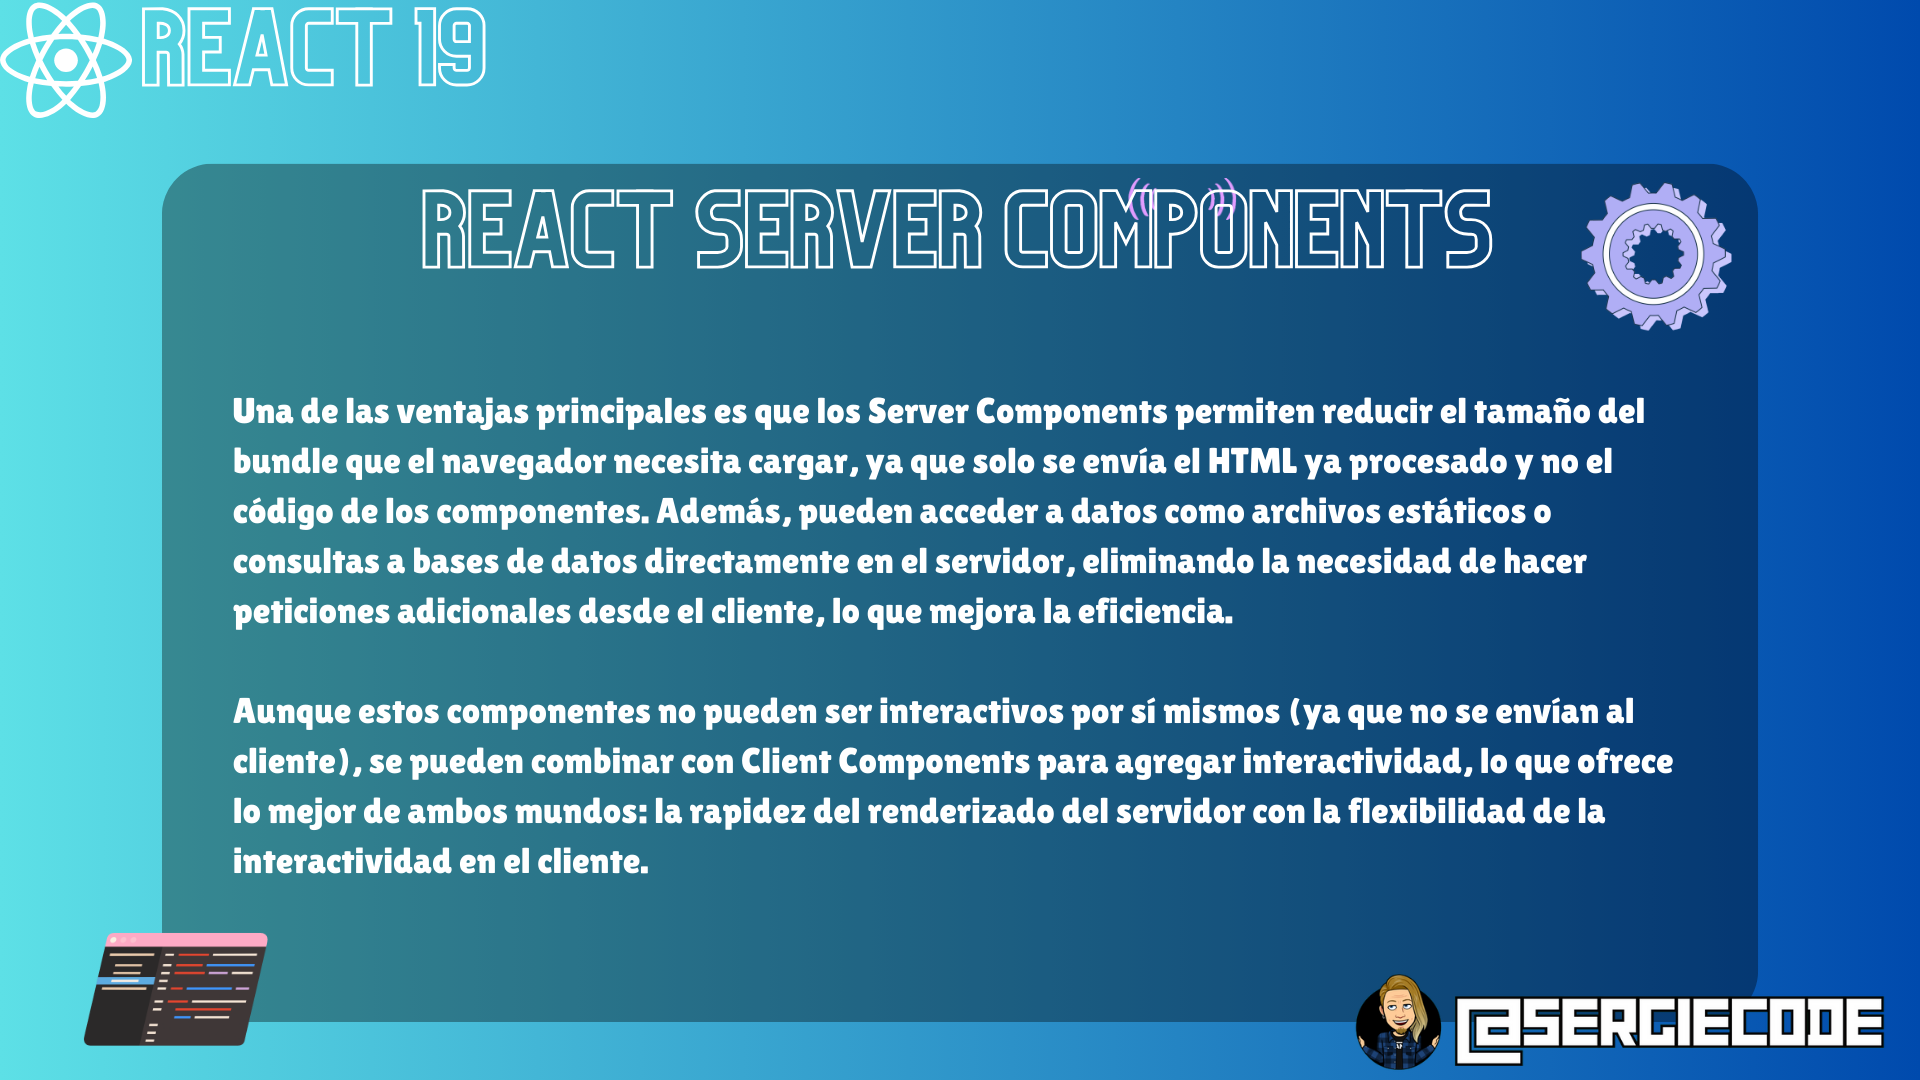 REACT 19
REACT SERVER COMPONENTS
Una de las ventajas principales es que los Server Components permiten reducir el tamaño del
bundle que el navegador necesita cargar, ya que solo se envía el HTML ya procesado y no el
código de los componentes. Además, pueden acceder a datos como archivos estáticos o
consultas a bases de datos directamente en el servidor, eliminando la necesidad de hacer
peticiones adicionales desde el cliente, lo que mejora la eficiencia.
Aunque estos componentes no pueden ser interactivos por sí mismos (ya que no se envían al
cliente), se pueden combinar con Client Components para agregar interactividad, lo que ofrece
lo mejor de ambos mundos: la rapidez del renderizado del servidor con la flexibilidad de la
interactividad en el cliente.
@SERGIECODE